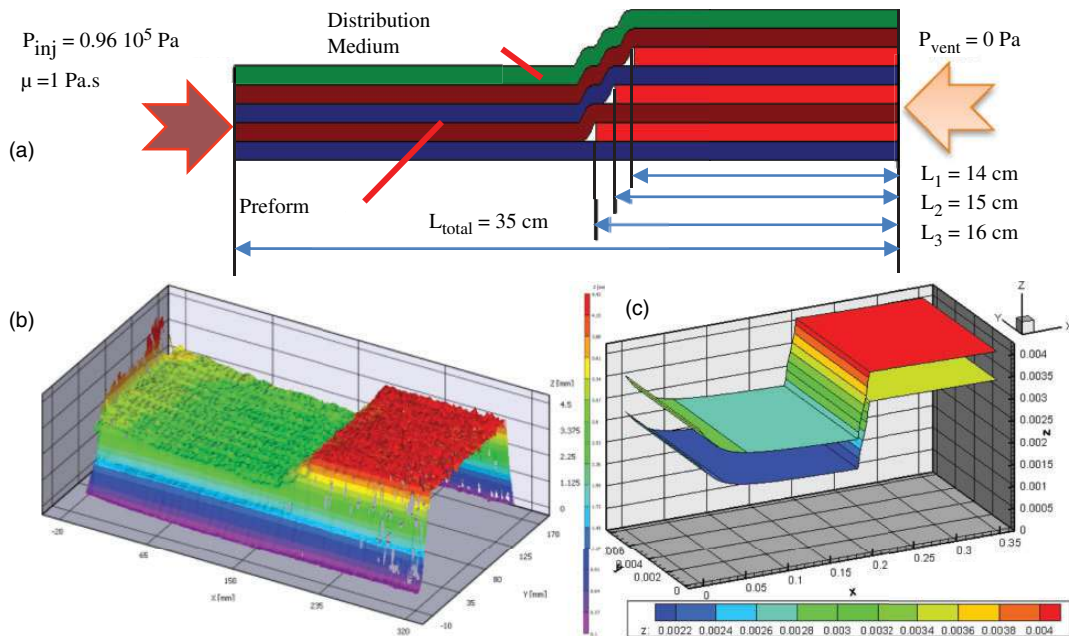 Distribution
Medium
P_inj = 0.96 10^5 Pa
μ =1 Pa.s
P_vent = 0 Pa
(a)
Preform
L_total = 35 cm
L_1 = 14 cm
L_2 = 15 cm
L_3 = 16 cm
(b)
Z [mm]
4.5
3.375
2.25
1.125
0
170
125
80
35
-10
Y [mm]
-20
65
150
235
320
X [mm]
(c)
Z
Y
X
0.004
0.0035
0.003
0.0025
0.002
0.0015
0.001
0.0005
0
z
0.004
0.002
0
y
0
0.05
0.1
0.15
0.2
0.25
0.3
0.35
x
z: 0.0022 0.0024 0.0026 0.0028 0.003 0.0032 0.0034 0.0036 0.0038 0.004